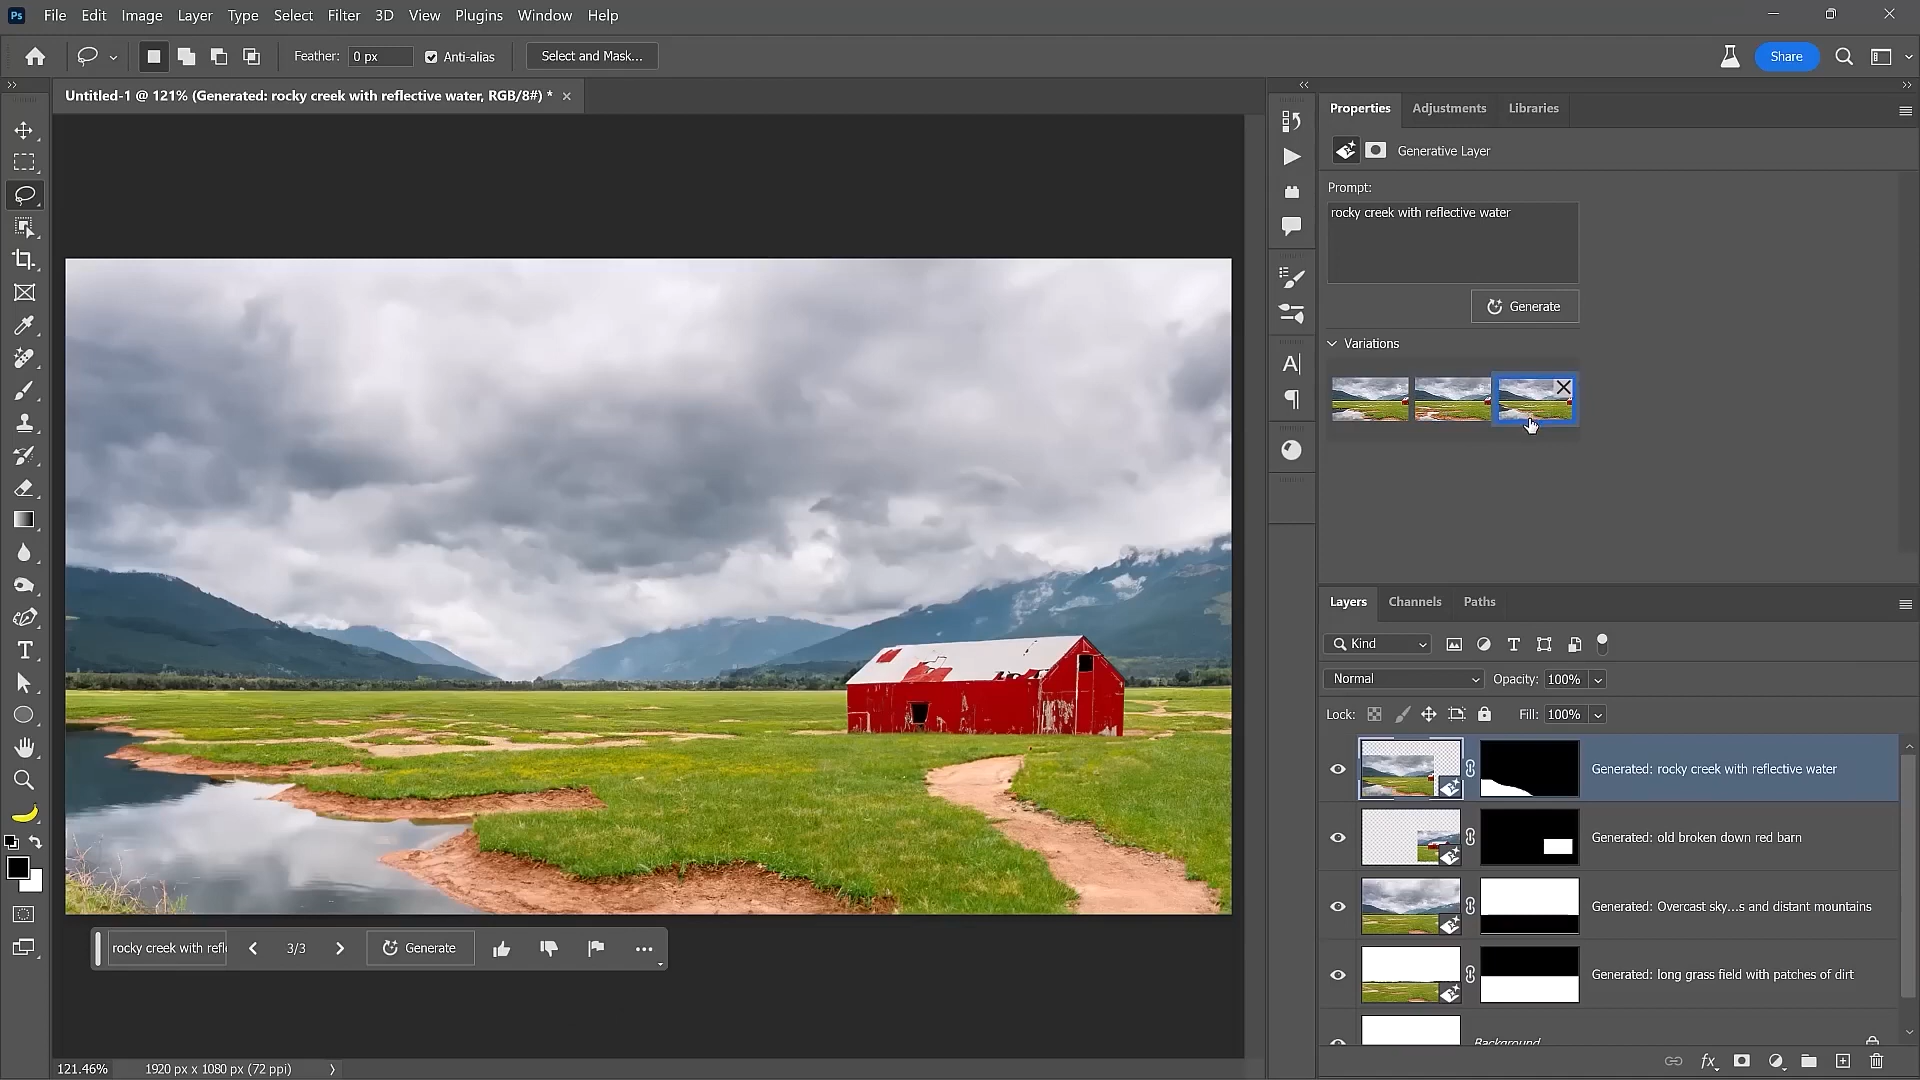 Ps File Edit Image Layer Type Select Filter 3D View Plugins Window Help
Feather: 0 px Anti-alias Select and Mask... Share
Untitled-1 @ 121% (Generated: rocky creek with reflective water, RGB/8#) * ×
Properties Adjustments Libraries
Generative Layer
Prompt:
rocky creek with reflective water
Generate
Variations
Layers Channels Paths
Kind
Normal Opacity: 100%
Lock: Fill: 100%
Generated: rocky creek with reflective water
Generated: old broken down red barn
Generated: Overcast sky...s and distant mountains
Generated: long grass field with patches of dirt
Background
rocky creek with refle 3/3 Generate
121.46% 1920 px x 1080 px (72 ppi)